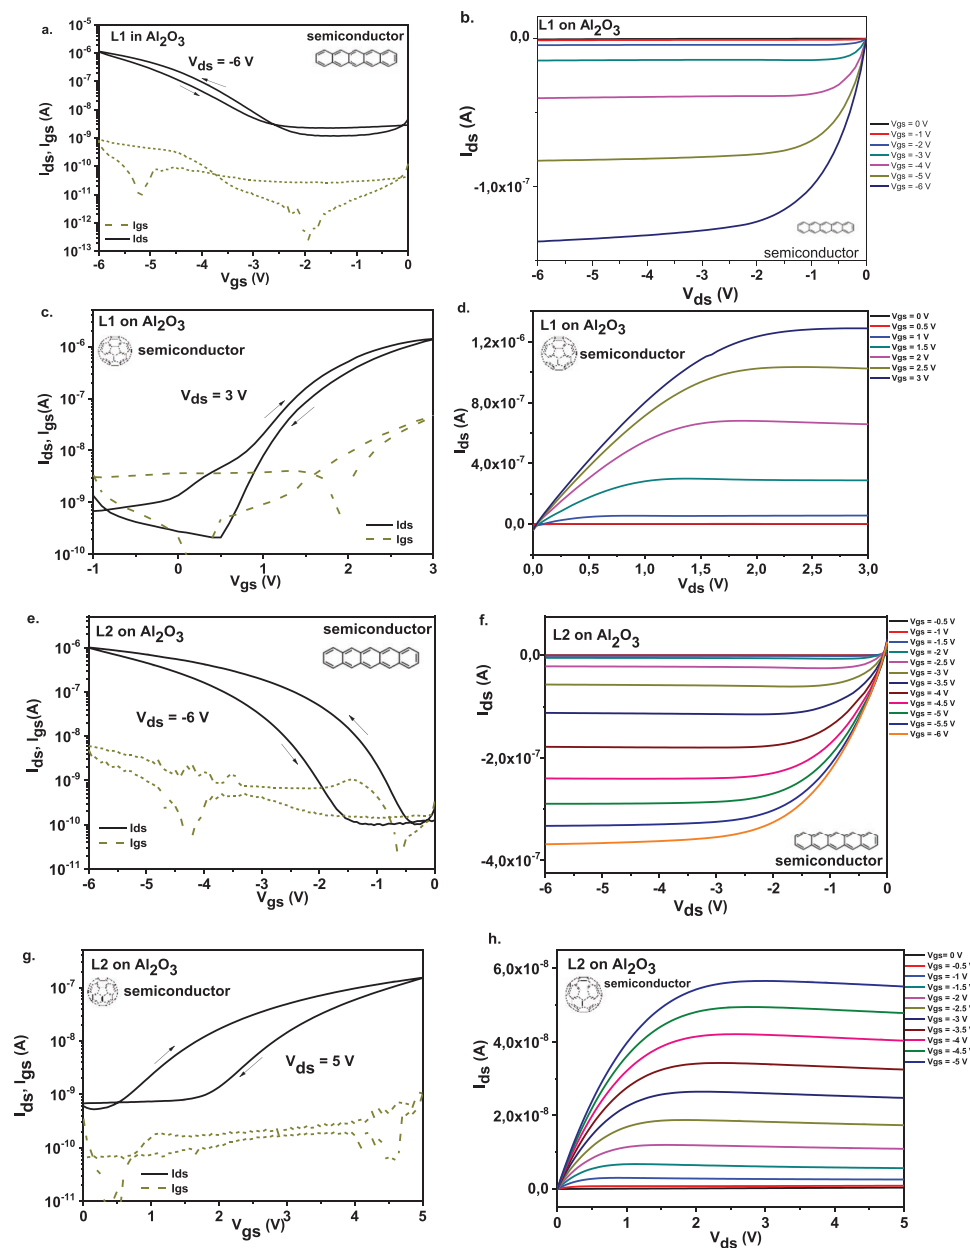 a.
L1 in Al2O3
semiconductor
Vds = -6 V
Ids, Igs (A)
10-5
10-6
10-7
10-8
10-9
10-10
10-11
10-12
10-13
Igs
Ids
-6 -5 -4 -3 -2 -1 0
Vgs (V)
b.
L1 on Al2O3
0,0
-1,0x10-7
Ids (A)
Vgs = 0 V
Vgs = -1 V
Vgs = -2 V
Vgs = -3 V
Vgs = -4 V
Vgs = -5 V
Vgs = -6 V
semiconductor
-6 -5 -4 -3 -2 -1 0
Vds (V)
c.
L1 on Al2O3
semiconductor
Vds = 3 V
Ids, Igs(A)
10-6
10-7
10-8
10-9
10-10
Ids
Igs
-1 0 1 2 3
Vgs (V)
d.
L1 on Al2O3
semiconductor
1,2x10-6
8,0x10-7
4,0x10-7
0,0
Ids (A)
Vgs = 0 V
Vgs = 0.5 V
Vgs = 1 V
Vgs = 1.5 V
Vgs = 2 V
Vgs = 2.5 V
Vgs = 3 V
0,0 0,5 1,0 1,5 2,0 2,5 3,0
Vds (V)
e.
L2 on Al2O3
semiconductor
Vds = -6 V
Ids, Igs(A)
10-6
10-7
10-8
10-9
10-10
10-11
Ids
Igs
-6 -5 -4 -3 -2 -1 0
Vgs (V)
f.
L2 on Al2O3
0,0
-2,0x10-7
-4,0x10-7
Ids (A)
Vgs = -0.5 V
Vgs = -1 V
Vgs = -1.5 V
Vgs = -2 V
Vgs = -2.5 V
Vgs = -3 V
Vgs = -3.5 V
Vgs = -4 V
Vgs = -4.5 V
Vgs = -5 V
Vgs = -5.5 V
Vgs = -6 V
semiconductor
-6 -5 -4 -3 -2 -1 0
Vds (V)
g.
L2 on Al2O3
semiconductor
Vds = 5 V
Ids, Igs (A)
10-7
10-8
10-9
10-10
10-11
Ids
Igs
0 1 2 3 4 5
Vgs (V)
h.
L2 on Al2O3
semiconductor
6,0x10-8
4,0x10-8
2,0x10-8
0,0
Ids (A)
Vgs= 0 V
Vgs = -0.5 V
Vgs = -1 V
Vgs = -1.5 V
Vgs = -2 V
Vgs = -2.5 V
Vgs = -3 V
Vgs = -3.5 V
Vgs = -4 V
Vgs = -4.5 V
Vgs = -5 V
0 1 2 3 4 5
Vds (V)